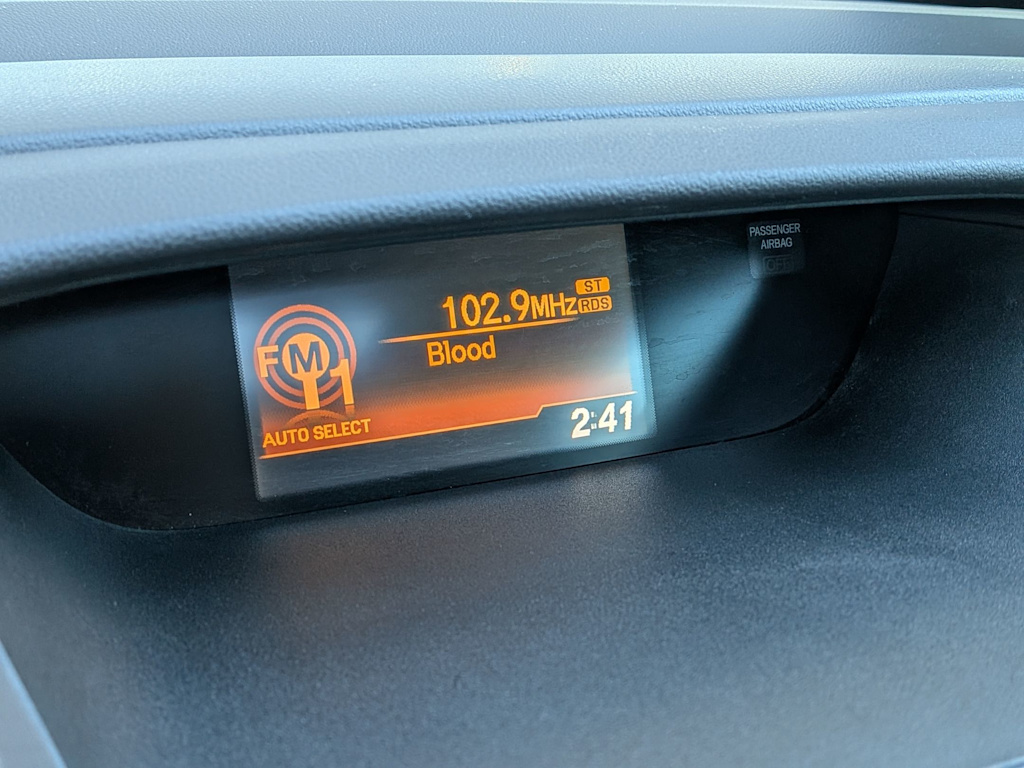 PASSENGER
AIRBAG
OFF
102.9MHz ST
RDS
Blood
FM1
AUTO SELECT
2:41